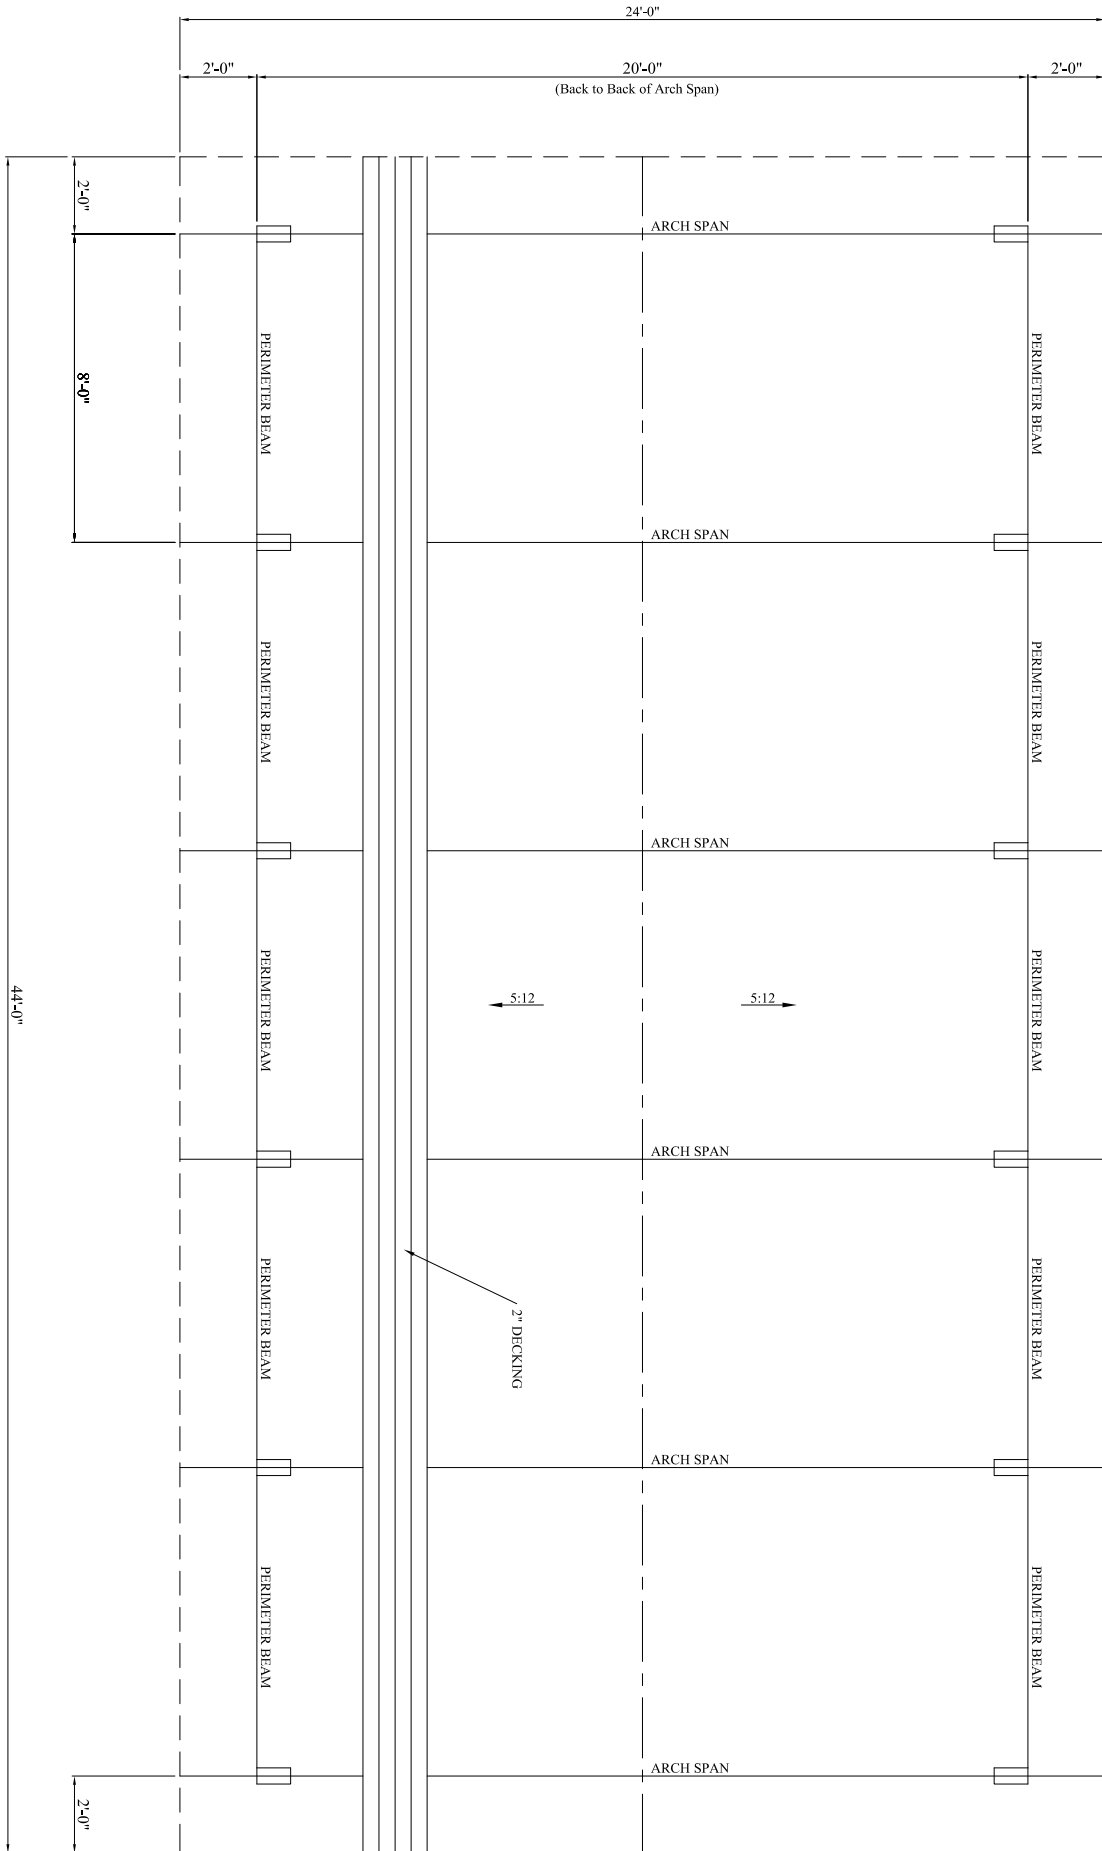 24'-0"
2'-0"
20'-0"
2'-0"
(Back to Back of Arch Span)
2'-0"
ARCH SPAN
8'-0"
PERIMETER BEAM
PERIMETER BEAM
ARCH SPAN
PERIMETER BEAM
PERIMETER BEAM
ARCH SPAN
44'-0"
PERIMETER BEAM
5:12
5:12
PERIMETER BEAM
ARCH SPAN
PERIMETER BEAM
2" DECKING
PERIMETER BEAM
ARCH SPAN
PERIMETER BEAM
PERIMETER BEAM
ARCH SPAN
2'-0"